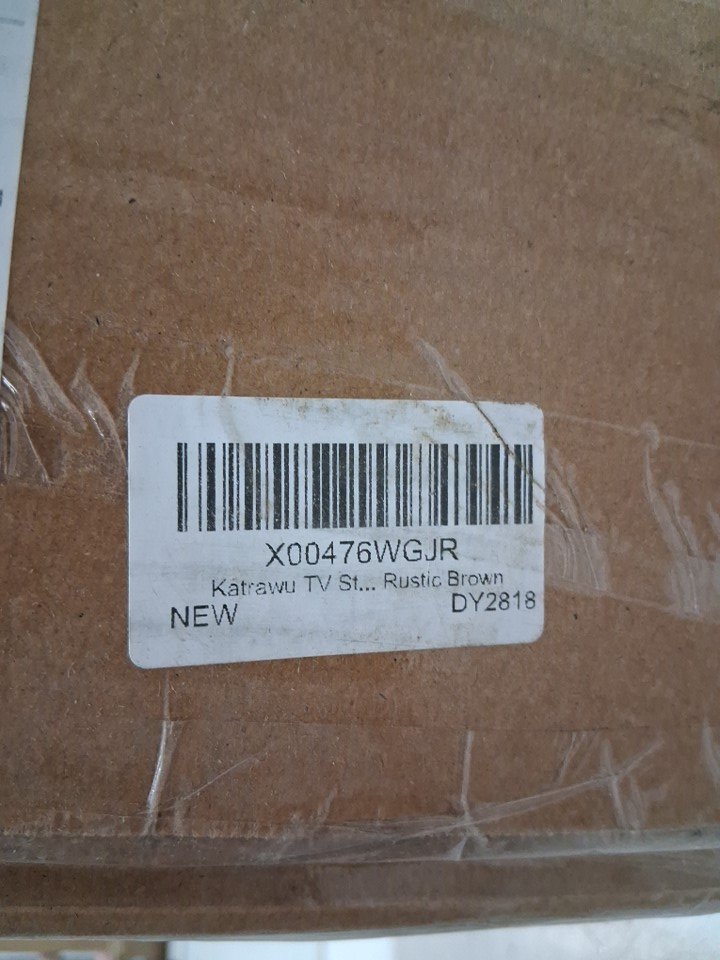 X00476WGJR
Katrawu TV St... Rustic Brown
NEW
DY2818